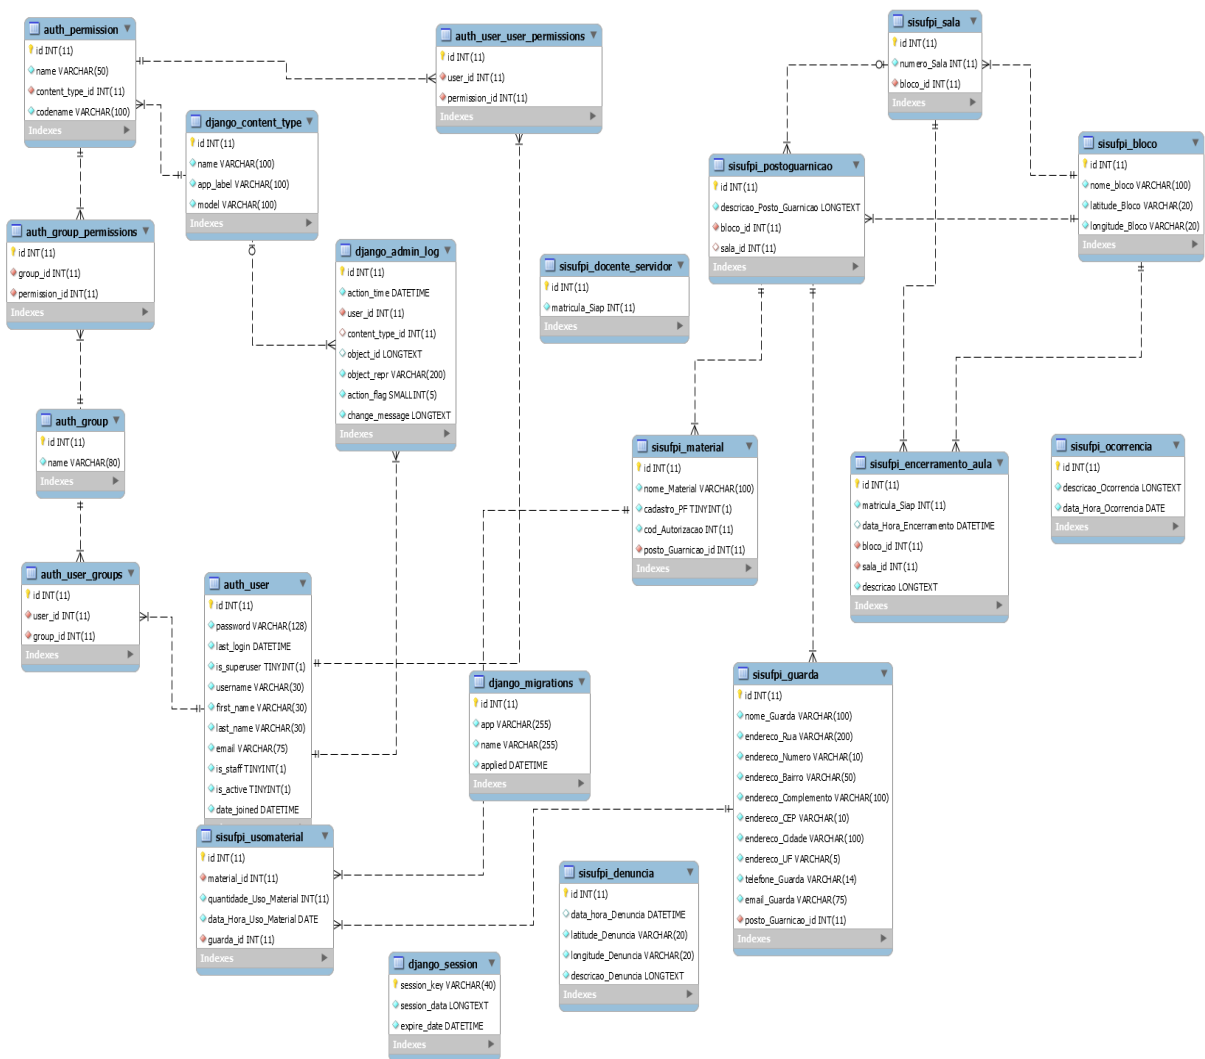 auth_permission
id INT(11)
name VARCHAR(50)
content_type_id INT(11)
codename VARCHAR(100)
Indexes
auth_user_user_permissions
id INT(11)
user_id INT(11)
permission_id INT(11)
Indexes
sisufpi_sala
id INT(11)
numero_Sala INT(11)
bloco_id INT(11)
Indexes
django_content_type
id INT(11)
name VARCHAR(100)
app_label VARCHAR(100)
model VARCHAR(100)
Indexes
sisufpi_postoguarnicao
id INT(11)
descricao_Posto_Guarnicao LONGTEXT
bloco_id INT(11)
sala_id INT(11)
Indexes
sisufpi_bloco
id INT(11)
nome_bloco VARCHAR(100)
latitude_Bloco VARCHAR(20)
longitude_Bloco VARCHAR(20)
Indexes
auth_group_permissions
id INT(11)
group_id INT(11)
permission_id INT(11)
Indexes
django_admin_log
id INT(11)
action_time DATETIME
user_id INT(11)
content_type_id INT(11)
object_id LONGTEXT
object_repr VARCHAR(200)
action_flag SMALLINT(5)
change_message LONGTEXT
Indexes
sisufpi_docente_servidor
id INT(11)
matricula_Siap INT(11)
Indexes
auth_group
id INT(11)
name VARCHAR(80)
Indexes
sisufpi_material
id INT(11)
nome_Material VARCHAR(100)
cadastro_PF TINYINT(1)
cod_Autorizacao INT(11)
posto_Guarnicao_id INT(11)
Indexes
sisufpi_encerramento_aula
id INT(11)
matricula_Siap INT(11)
data_Hora_Encerramento DATETIME
bloco_id INT(11)
sala_id INT(11)
descricao LONGTEXT
Indexes
sisufpi_ocorrencia
id INT(11)
descricao_Ocorrencia LONGTEXT
data_Hora_Ocorrencia DATE
Indexes
auth_user_groups
id INT(11)
user_id INT(11)
group_id INT(11)
Indexes
auth_user
id INT(11)
password VARCHAR(128)
last_login DATETIME
is_superuser TINYINT(1)
username VARCHAR(30)
first_name VARCHAR(30)
last_name VARCHAR(30)
email VARCHAR(75)
is_staff TINYINT(1)
is_active TINYINT(1)
date_joined DATETIME
django_migrations
id INT(11)
app VARCHAR(255)
name VARCHAR(255)
applied DATETIME
Indexes
sisufpi_guarda
id INT(11)
nome_Guarda VARCHAR(100)
endereco_Rua VARCHAR(200)
endereco_Numero VARCHAR(10)
endereco_Bairro VARCHAR(50)
endereco_Complemento VARCHAR(100)
endereco_CEP VARCHAR(10)
endereco_Cidade VARCHAR(100)
endereco_UF VARCHAR(5)
telefone_Guarda VARCHAR(14)
email_Guarda VARCHAR(75)
posto_Guarnicao_id INT(11)
Indexes
sisufpi_usomaterial
id INT(11)
material_id INT(11)
quantidade_Uso_Material INT(11)
data_Hora_Uso_Material DATE
guarda_id INT(11)
Indexes
sisufpi_denuncia
id INT(11)
data_hora_Denuncia DATETIME
latitude_Denuncia VARCHAR(20)
longitude_Denuncia VARCHAR(20)
descricao_Denuncia LONGTEXT
Indexes
django_session
session_key VARCHAR(40)
session_data LONGTEXT
expire_date DATETIME
Indexes